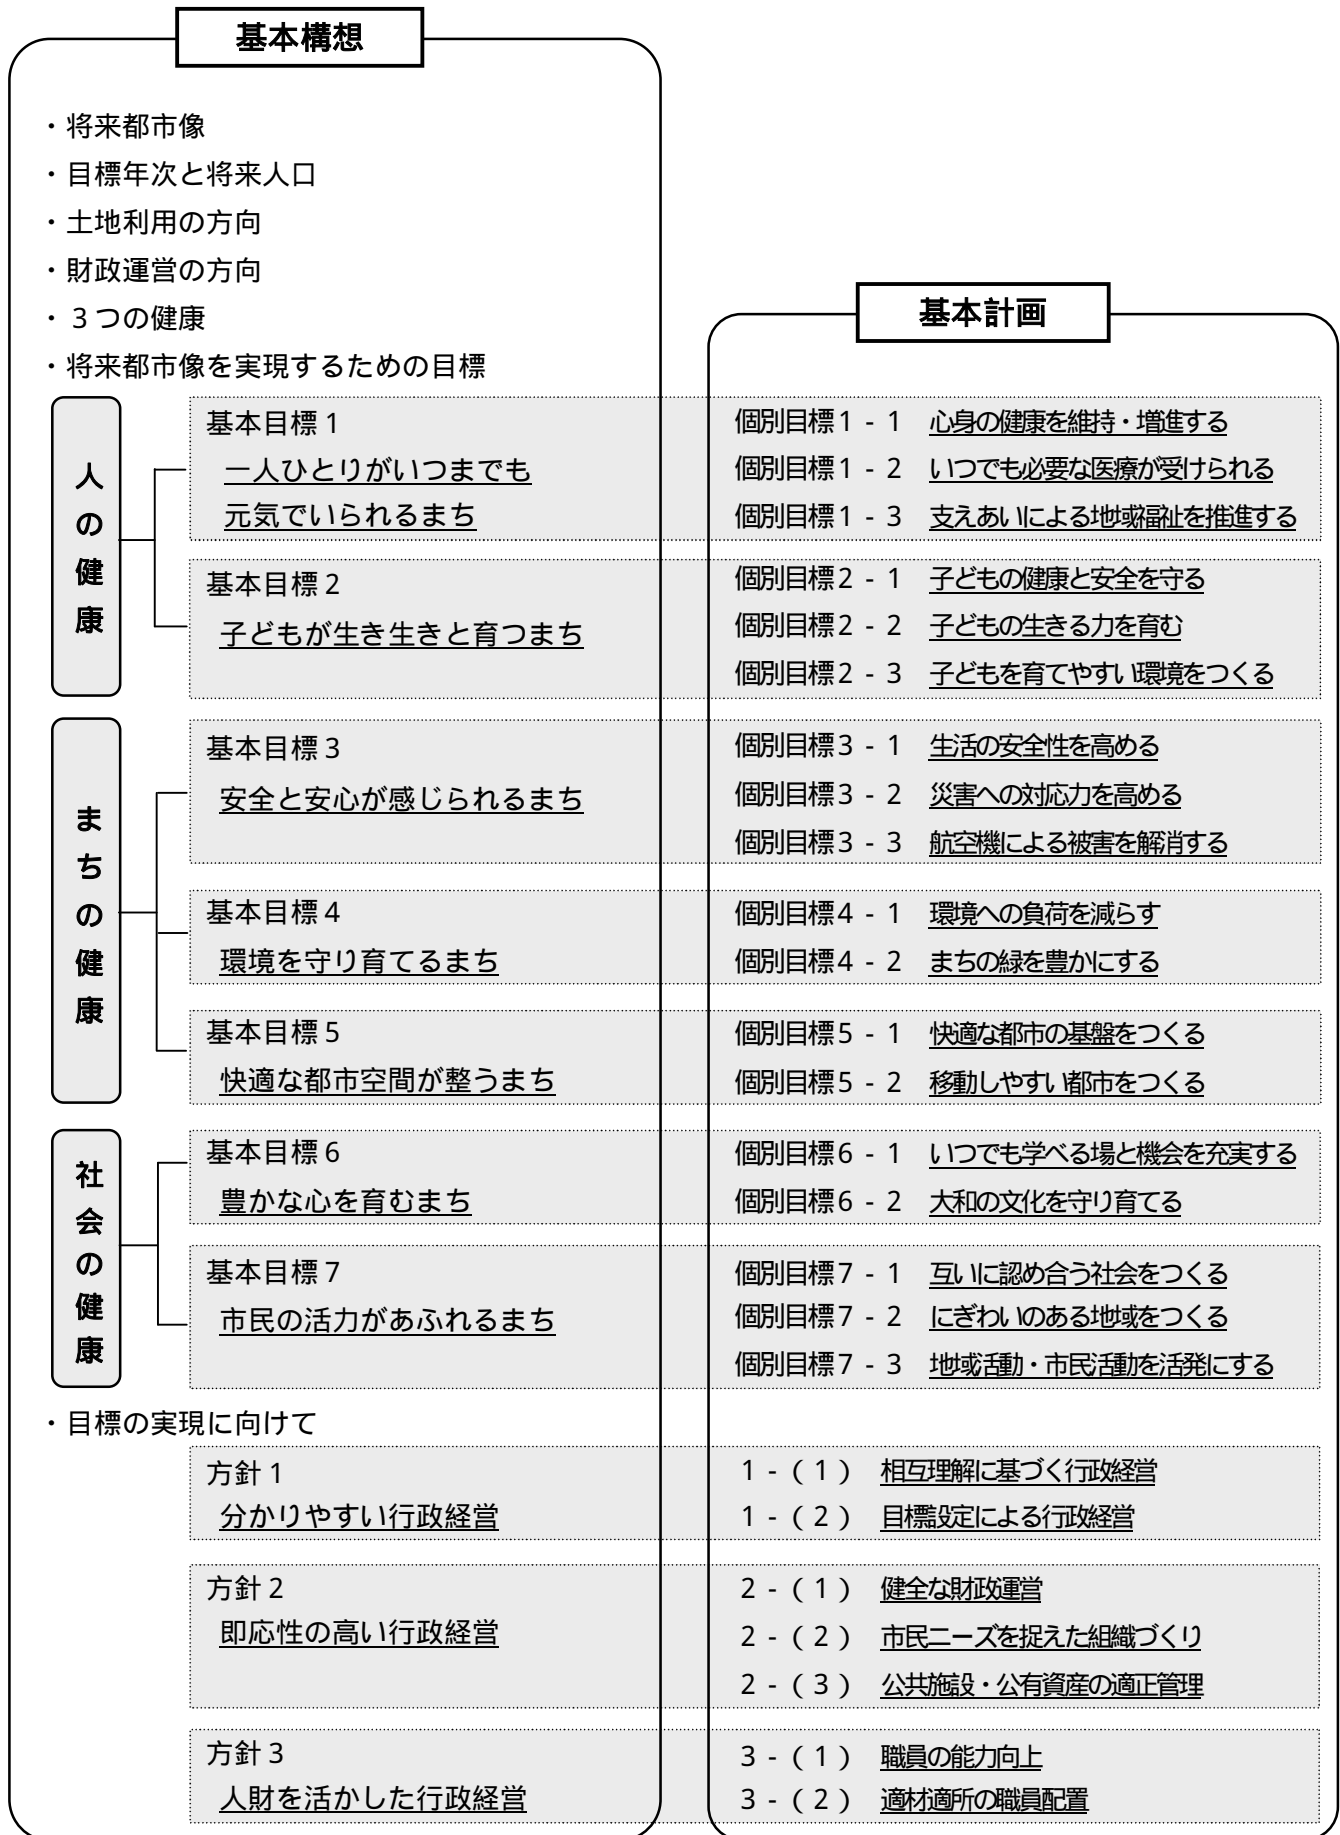 基本構想
・将来都市像
・目標年次と将来人口
・土地利用の方向
・財政運営の方向
・３つの健康
・将来都市像を実現するための目標
基本計画
人の健康
基本目標１
一人ひとりがいつまでも
元気でいられるまち
個別目標１‐１ 心身の健康を維持・増進する
個別目標１‐２ いつでも必要な医療が受けられる
個別目標１‐３ 支えあいによる地域福祉を推進する
基本目標２
子どもが生き生きと育つまち
個別目標２‐１ 子どもの健康と安全を守る
個別目標２‐２ 子どもの生きる力を育む
個別目標２‐３ 子どもを育てやすい環境をつくる
まちの健康
基本目標３
安全と安心が感じられるまち
個別目標３‐１ 生活の安全性を高める
個別目標３‐２ 災害への対応力を高める
個別目標３‐３ 航空機による被害を解消する
基本目標４
環境を守り育てるまち
個別目標４‐１ 環境への負荷を減らす
個別目標４‐２ まちの緑を豊かにする
基本目標５
快適な都市空間が整うまち
個別目標５‐１ 快適な都市の基盤をつくる
個別目標５‐２ 移動しやすい都市をつくる
社会の健康
基本目標６
豊かな心を育むまち
個別目標６‐１ いつでも学べる場と機会を充実する
個別目標６‐２ 大和の文化を守り育てる
基本目標７
市民の活力があふれるまち
個別目標７‐１ 互いに認め合う社会をつくる
個別目標７‐２ にぎわいのある地域をつくる
個別目標７‐３ 地域活動・市民活動を活発にする
・目標の実現に向けて
方針１
分かりやすい行政経営
１‐（１） 相互理解に基づく行政経営
１‐（２） 目標設定による行政経営
方針２
即応性の高い行政経営
２‐（１） 健全な財政運営
２‐（２） 市民ニーズを捉えた組織づくり
２‐（３） 公共施設・公有資産の適正管理
方針３
人財を活かした行政経営
３‐（１） 職員の能力向上
３‐（２） 適材適所の職員配置